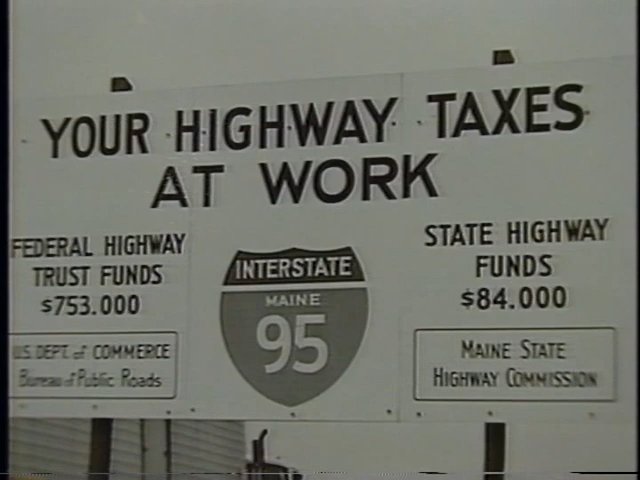 YOUR HIGHWAY TAXES
AT WORK
FEDERAL HIGHWAY
TRUST FUNDS
$753.000
U.S. DEPT. of COMMERCE
Bureau of Public Roads
INTERSTATE
MAINE
95
STATE HIGHWAY
FUNDS
$84.000
MAINE STATE
HIGHWAY COMMISSION